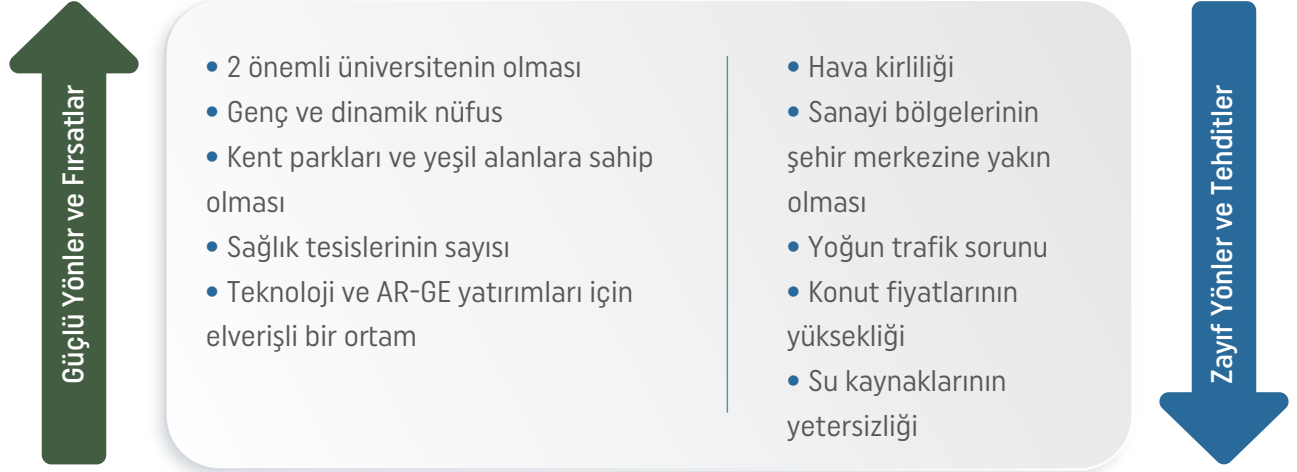 Güçlü Yönler ve Fırsatlar
• 2 önemli üniversitenin olması
• Genç ve dinamik nüfus
• Kent parkları ve yeşil alanlara sahip
olması
• Sağlık tesislerinin sayısı
• Teknoloji ve AR-GE yatırımları için
elverişli bir ortam
• Hava kirliliği
• Sanayi bölgelerinin
şehir merkezine yakın
olması
• Yoğun trafik sorunu
• Konut fiyatlarının
yüksekliği
• Su kaynaklarının
yetersizliği
Zayıf Yönler ve Tehditler